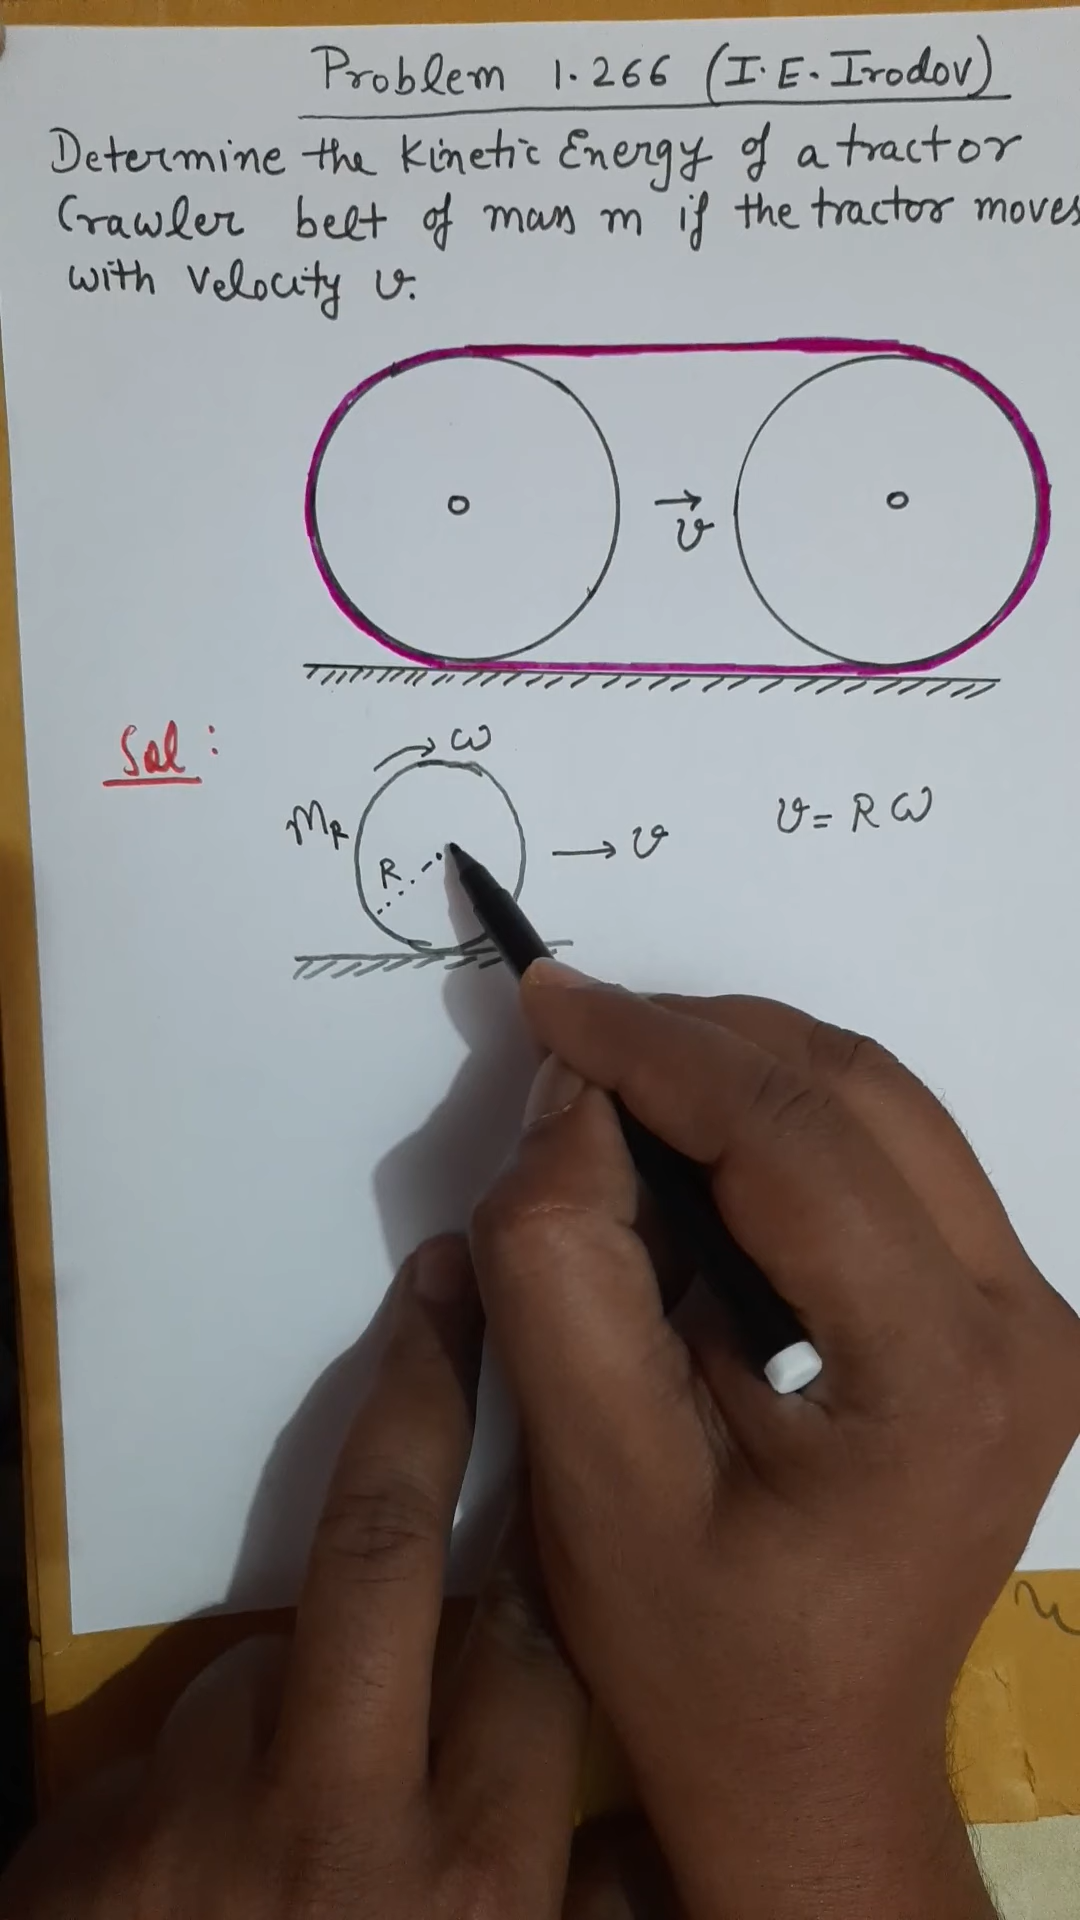 Problem 1.266 (I.E. Irodov)
Determine the Kinetic Energy of a tractor
Crawler belt of mass m if the tractor moves
with Velocity v.
v
Sol:
ω
m_R
R
v
v = R ω